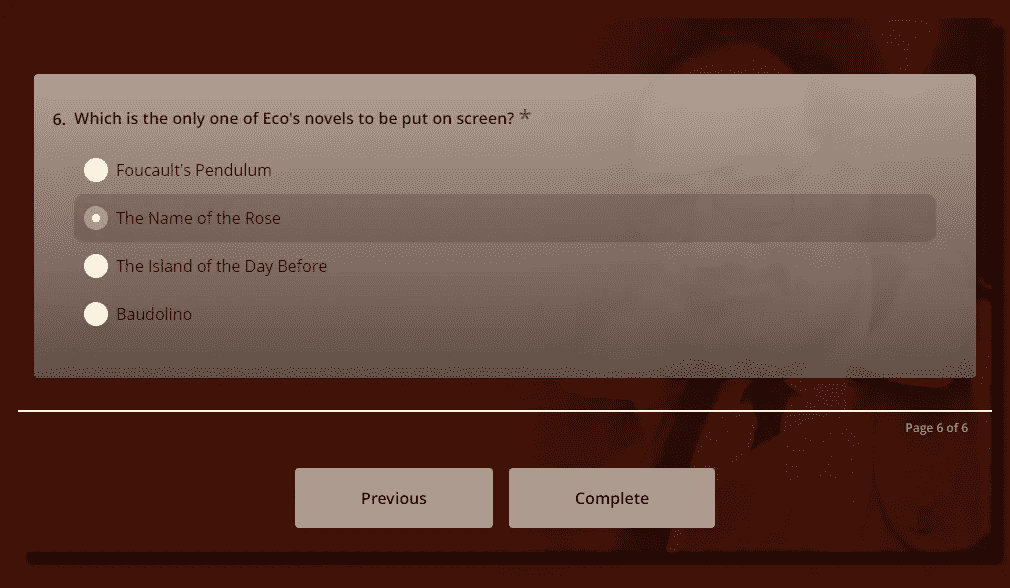 6. Which is the only one of Eco's novels to be put on screen? *
Foucault's Pendulum
The Name of the Rose
The Island of the Day Before
Baudolino
Page 6 of 6
Previous
Complete